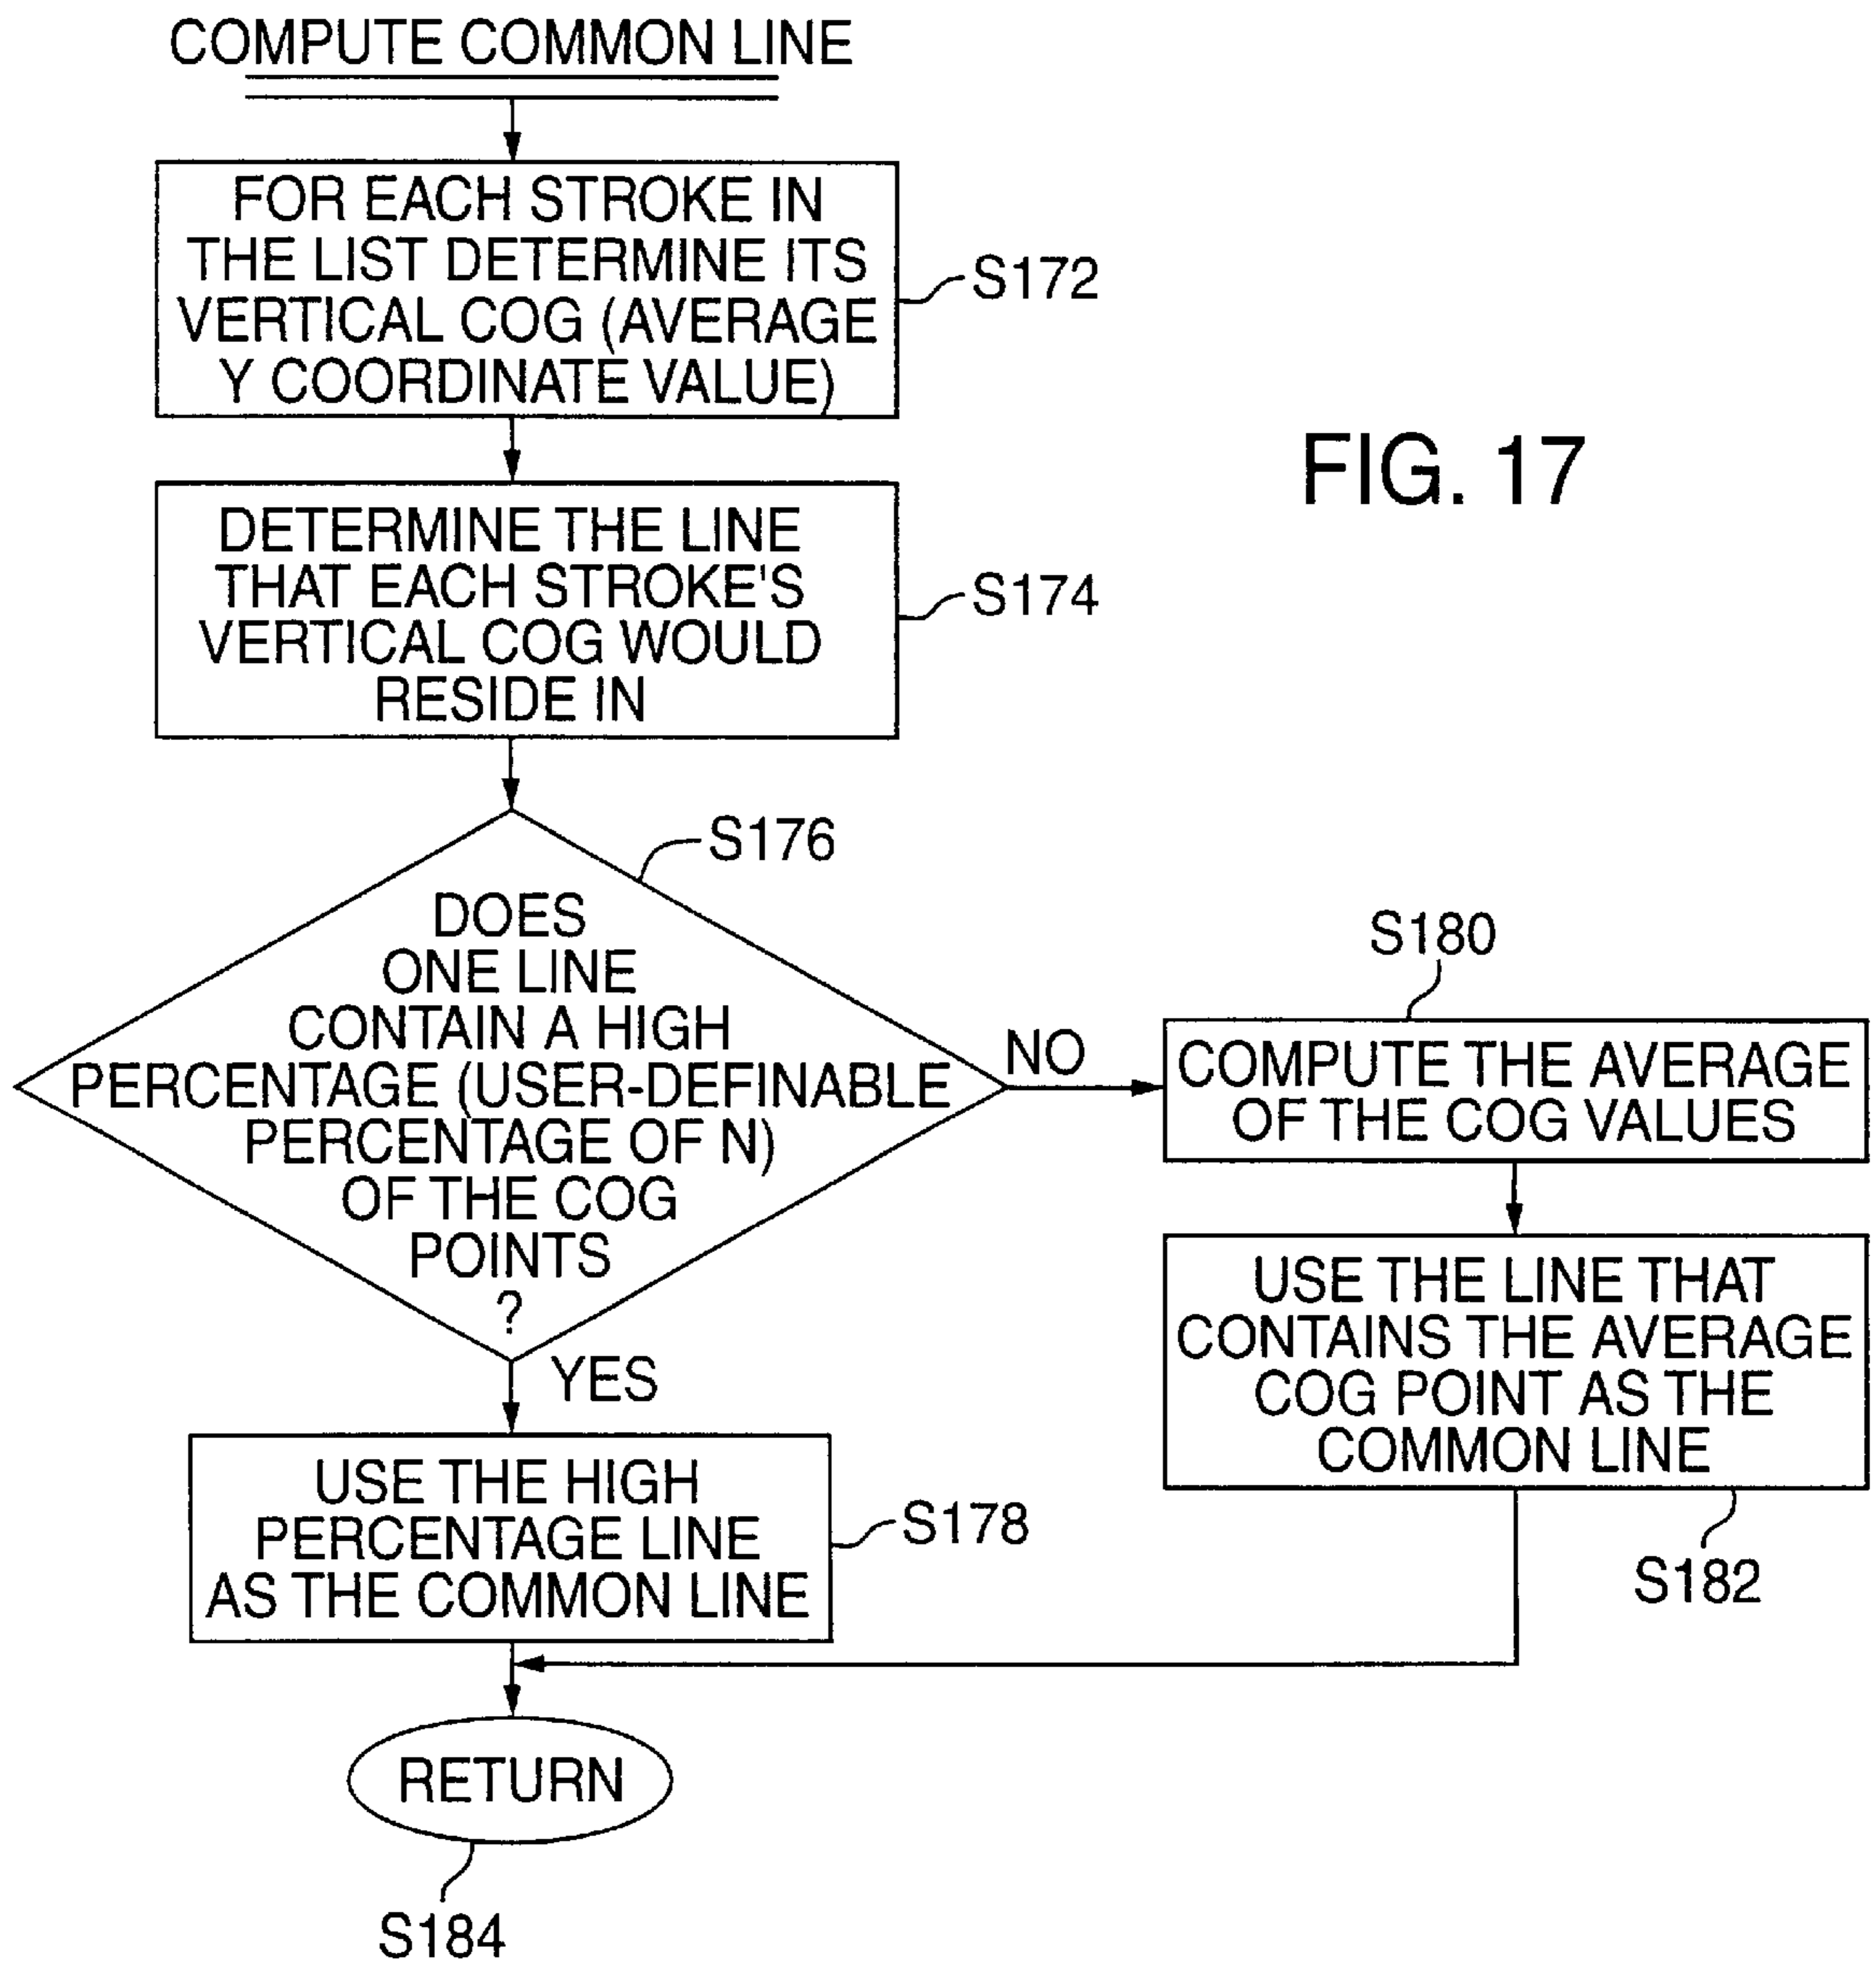 COMPUTE COMMON LINE
FOR EACH STROKE IN
THE LIST DETERMINE ITS
VERTICAL COG (AVERAGE
Y COORDINATE VALUE)
S172
FIG. 17
DETERMINE THE LINE
THAT EACH STROKE'S
VERTICAL COG WOULD
RESIDE IN
S174
S176
DOES
ONE LINE
CONTAIN A HIGH
PERCENTAGE (USER-DEFINABLE
PERCENTAGE OF N)
OF THE COG
POINTS
?
NO
S180
COMPUTE THE AVERAGE
OF THE COG VALUES
USE THE LINE THAT
CONTAINS THE AVERAGE
COG POINT AS THE
COMMON LINE
S182
YES
USE THE HIGH
PERCENTAGE LINE
AS THE COMMON LINE
S178
RETURN
S184